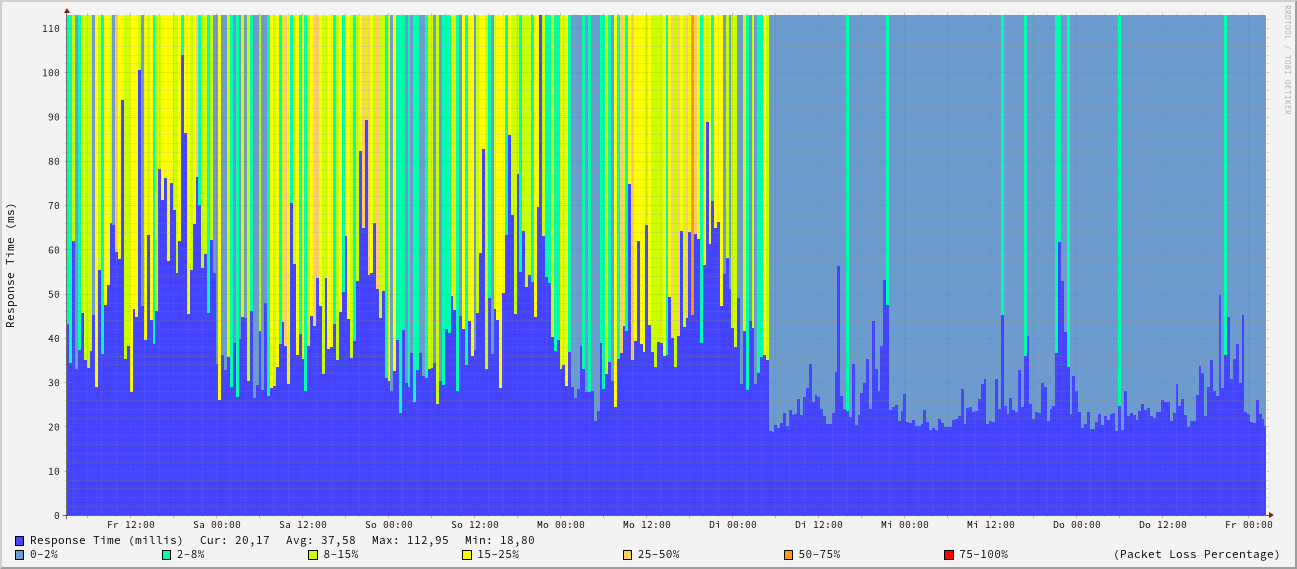 RRDTOOL / TOBI OETIKER
Response Time (ms)
110
100
90
80
70
60
50
40
30
20
10
0
Fr 12:00 Sa 00:00 Sa 12:00 So 00:00 So 12:00 Mo 00:00 Mo 12:00 Di 00:00 Di 12:00 Mi 00:00 Mi 12:00 Do 00:00 Do 12:00 Fr 00:00
Response Time (millis) Cur: 20,17 Avg: 37,58 Max: 112,95 Min: 18,80
0-2% 2-8% 8-15% 15-25% 25-50% 50-75% 75-100% (Packet Loss Percentage)